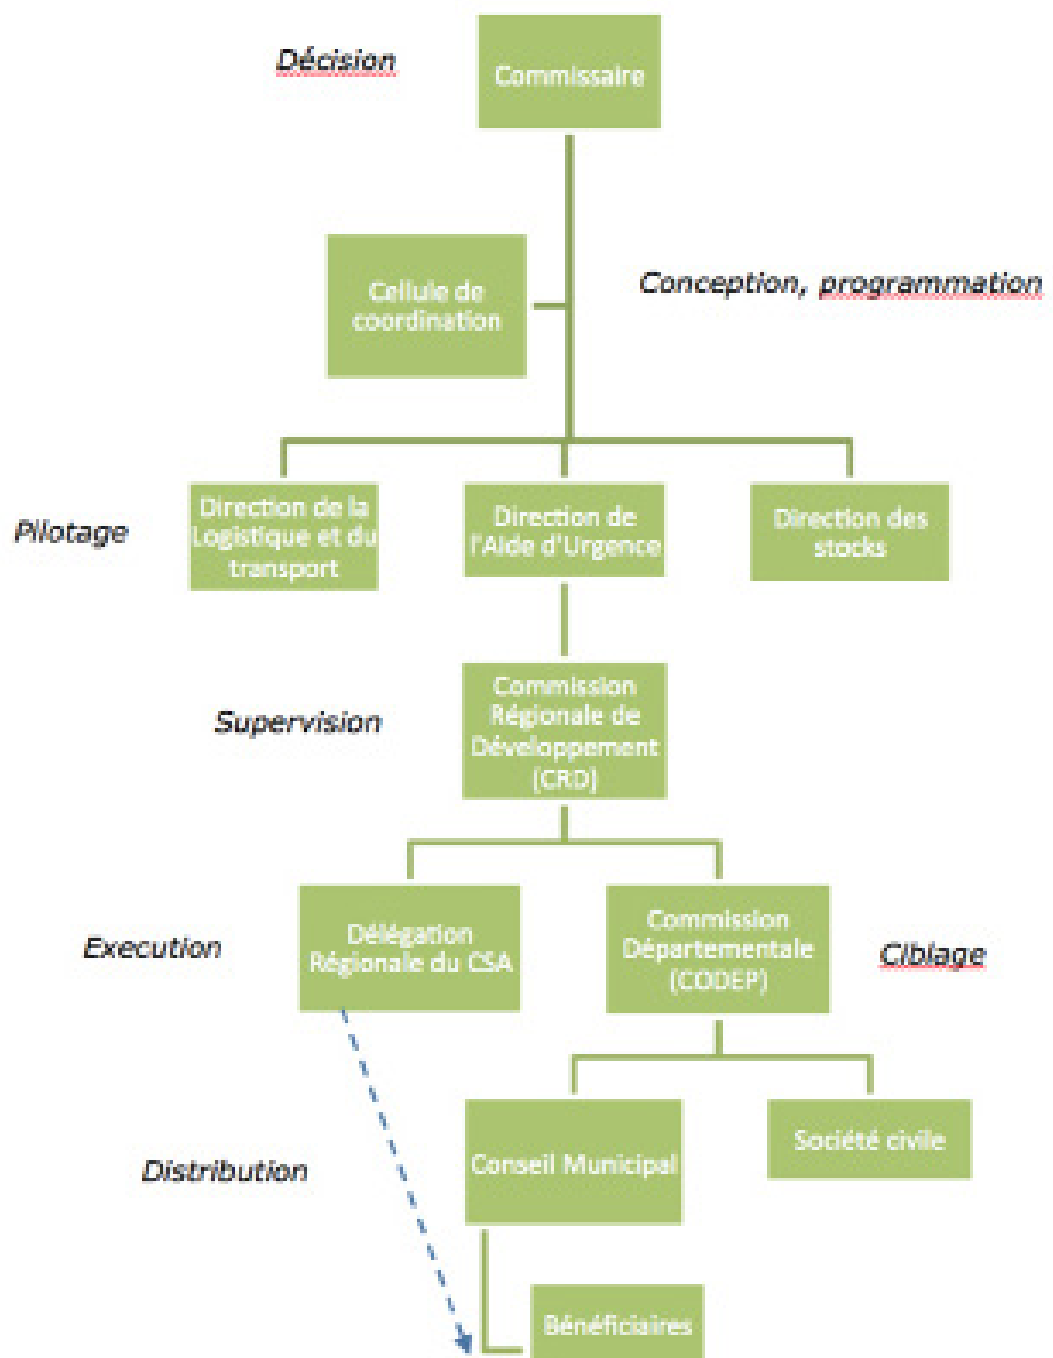 Décision
Commissaire
Cellule de
coordination
Conception, programmation
Pilotage
Direction de la
Logistique et du
transport
Direction de
l'Aide d'Urgence
Direction des
stocks
Supervision
Commission
Régionale de
Développement
(CRD)
Execution
Délégation
Régionale du CSA
Commission
Départementale
(CODEP)
Ciblage
Distribution
Conseil Municipal
Société civile
Bénéficiaires